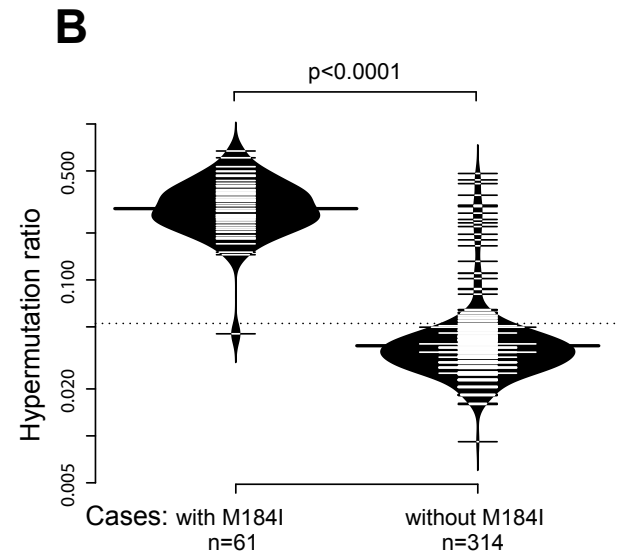 B
p<0.0001
Hypermutation ratio
0.500
0.100
0.020
0.005
Cases: with M184I without M184I
n=61 n=314